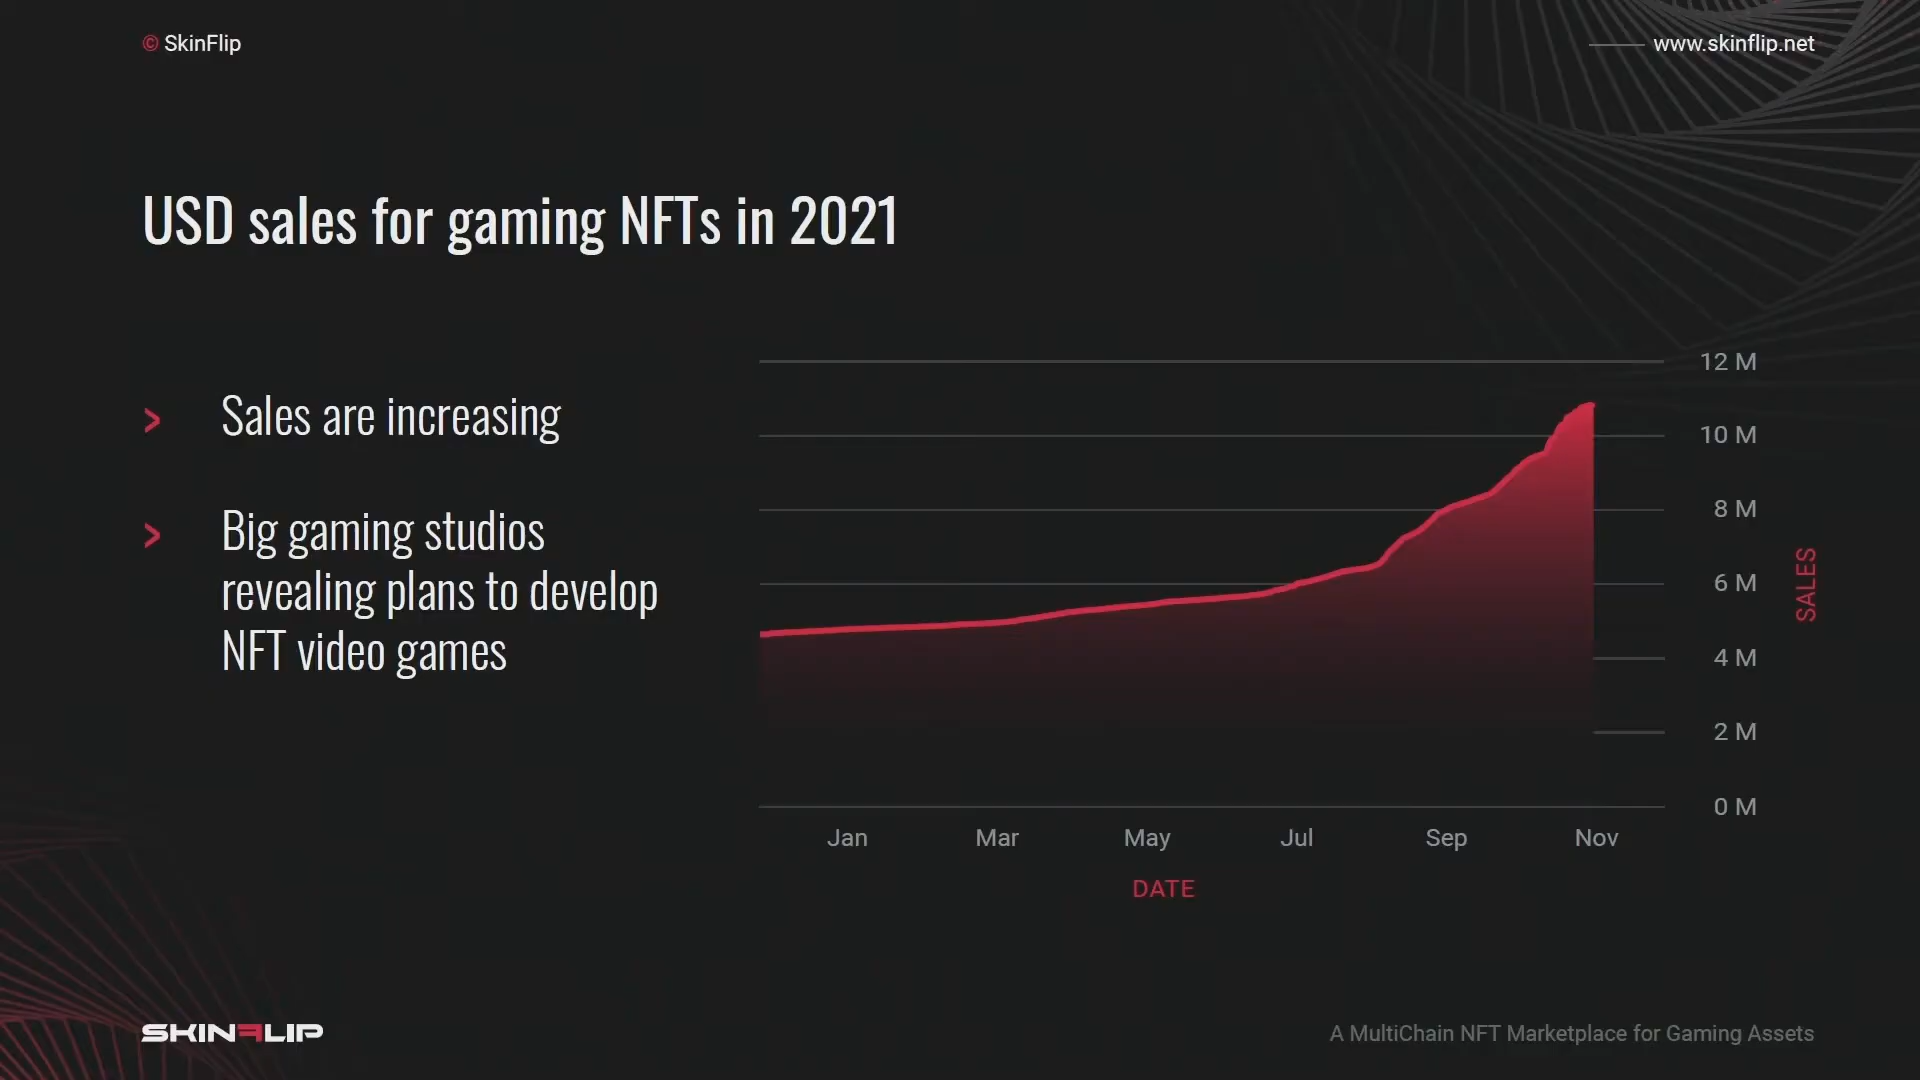 © SkinFlip
www.skinflip.net
USD sales for gaming NFTs in 2021
> Sales are increasing
> Big gaming studios
revealing plans to develop
NFT video games
12 M
10 M
8 M
6 M
4 M
2 M
0 M
SALES
Jan Mar May Jul Sep Nov
DATE
SKINFLIP
A MultiChain NFT Marketplace for Gaming Assets